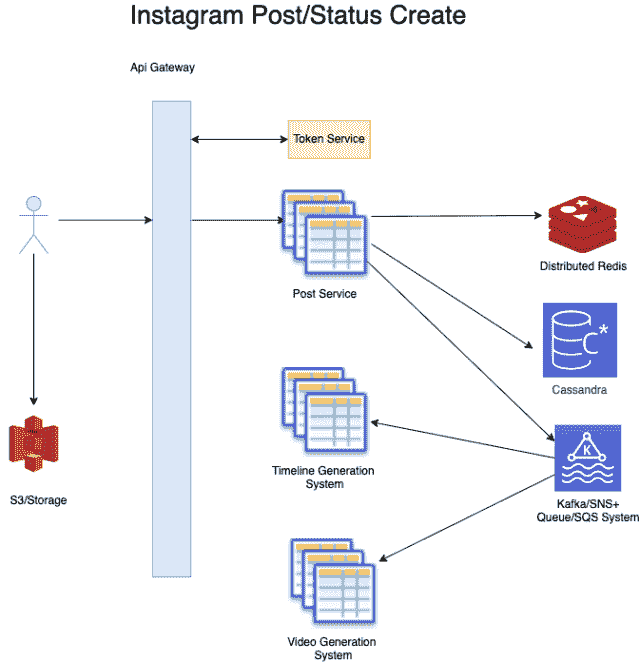 Instagram Post/Status Create
Api Gateway
Token Service
Post Service
Distributed Redis
C*
Cassandra
Timeline Generation
System
K
Kafka/SNS+
Queue/SQS System
S3/Storage
Video Generation
System